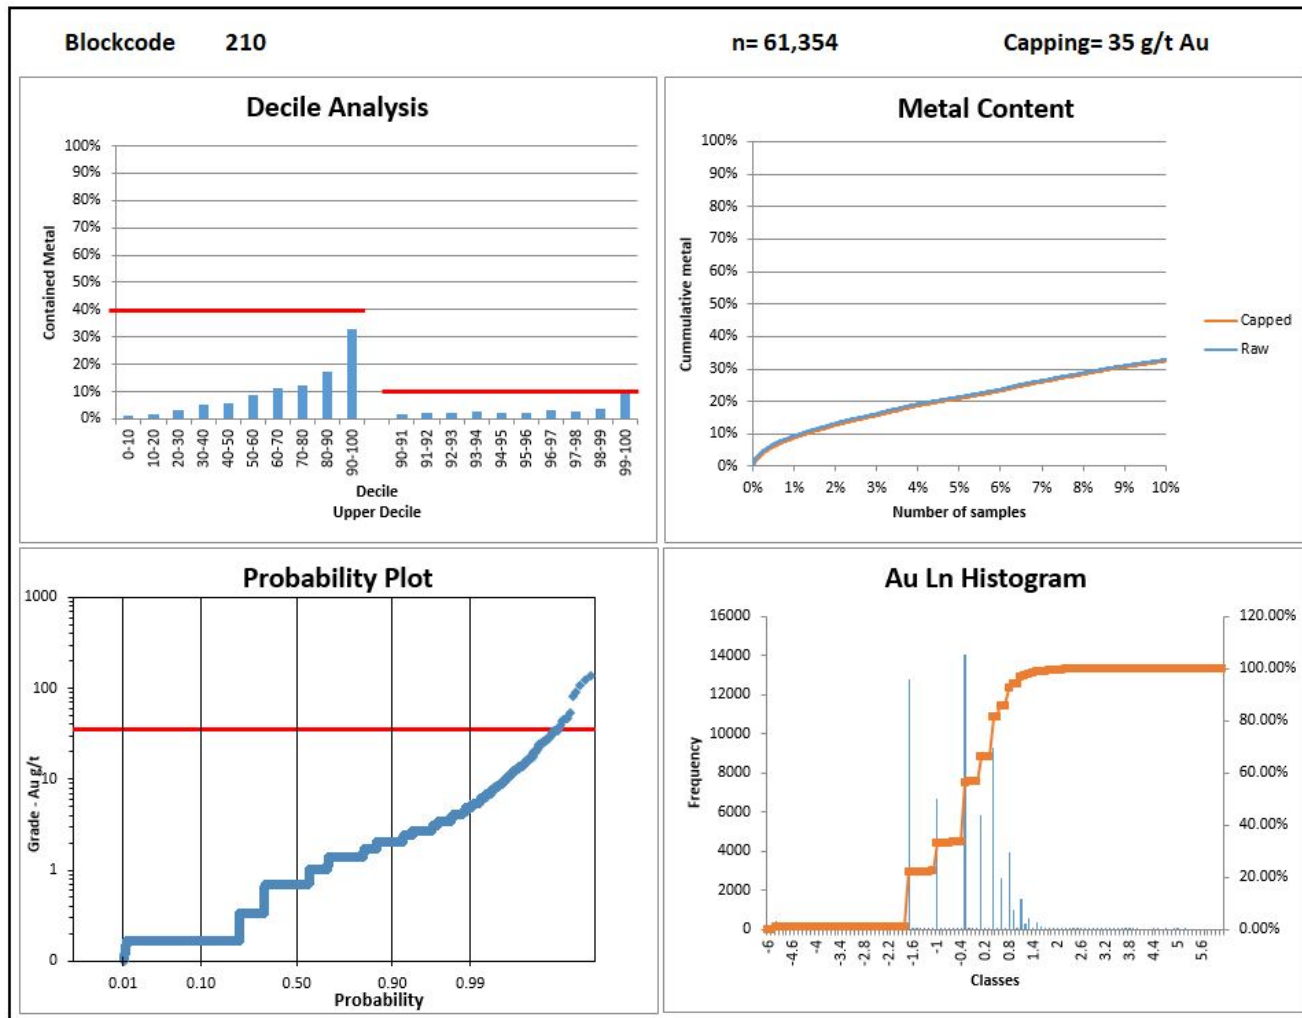 Blockcode 210 n= 61,354 Capping= 35 g/t Au
Decile Analysis
Contained Metal
100%
90%
80%
70%
60%
50%
40%
30%
20%
10%
0%
0-10 10-20 20-30 30-40 40-50 50-60 60-70 70-80 80-90 90-100 90-91 91-92 92-93 93-94 94-95 95-96 96-97 97-98 98-99 99-100
Decile
Upper Decile
Metal Content
Cummulative metal
100%
90%
80%
70%
60%
50%
40%
30%
20%
10%
0%
0% 1% 2% 3% 4% 5% 6% 7% 8% 9% 10%
Number of samples
Capped
Raw
Probability Plot
Grade - Au g/t
1000
100
10
1
0
0.01 0.10 0.50 0.90 0.99
Probability
Au Ln Histogram
Frequency
16000
14000
12000
10000
8000
6000
4000
2000
0
120.00%
100.00%
80.00%
60.00%
40.00%
20.00%
0.00%
-6 -4.6 -4 -3.4 -2.8 -2.2 -1.6 -1 -0.4 0.2 0.8 1.4 2 2.6 3.2 3.8 4.4 5 5.6
Classes